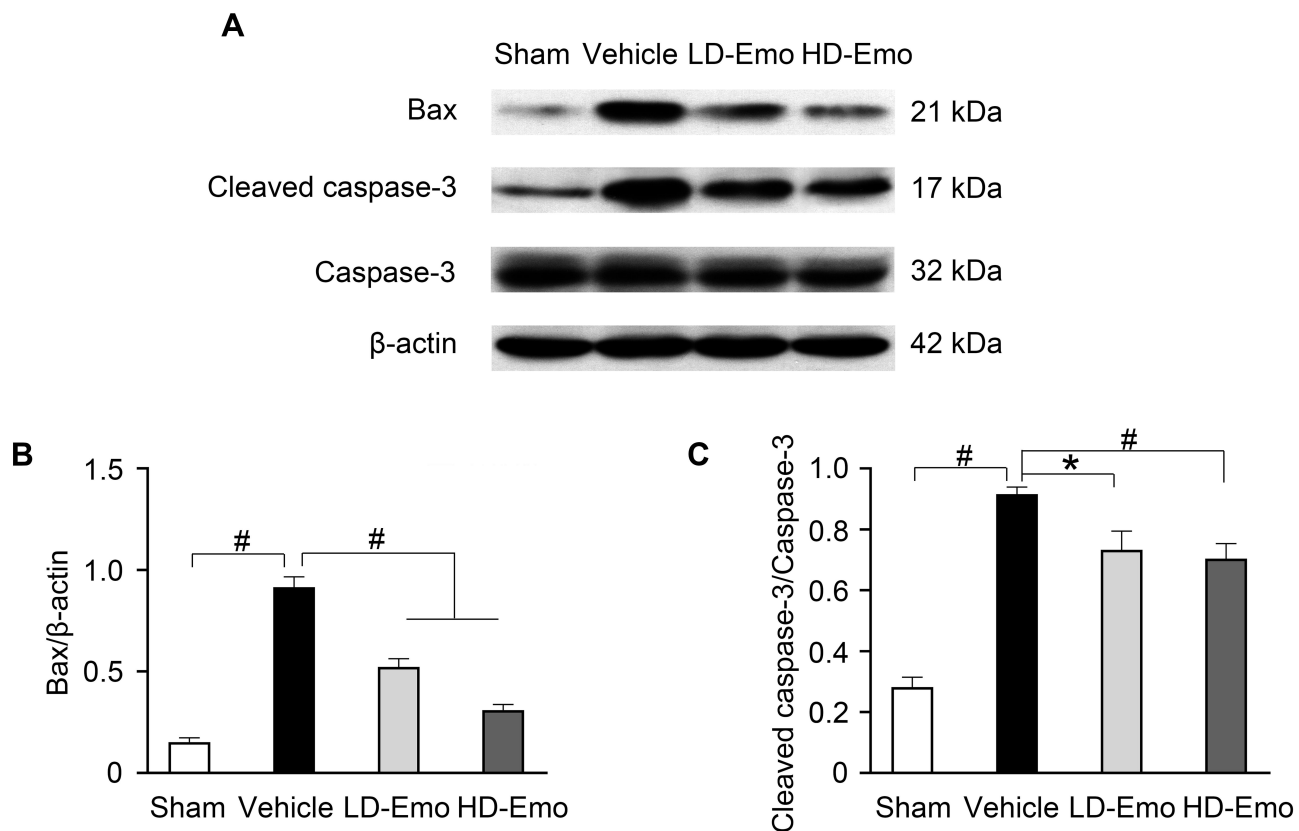 A
Sham Vehicle LD-Emo HD-Emo
Bax 21 kDa
Cleaved caspase-3 17 kDa
Caspase-3 32 kDa
β-actin 42 kDa
B
Bax/β-actin
1.5
1.0
0.5
0
# #
Sham Vehicle LD-Emo HD-Emo
C
Cleaved caspase-3/Caspase-3
1.0
0.8
0.6
0.4
0.2
0
# * #
Sham Vehicle LD-Emo HD-Emo